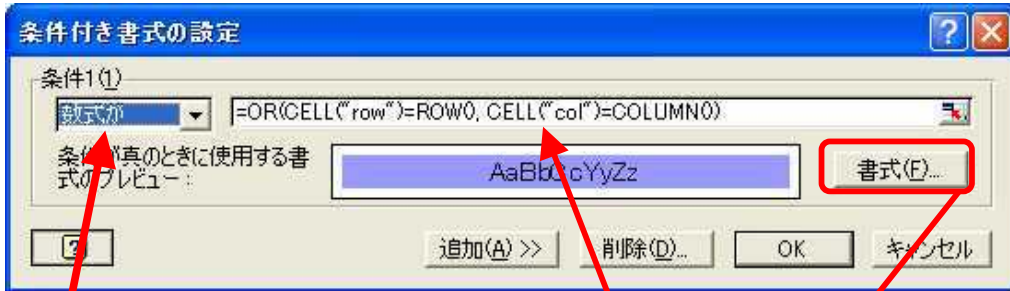 条件付き書式の設定
条件1(1)
数式が =OR(CELL("row")=ROW(), CELL("col")=COLUMN())
条件が真のときに使用する書
式のプレビュー:
AaBbCcYyZz
書式(F)...
追加(A) >> 削除(D)... OK キャンセル